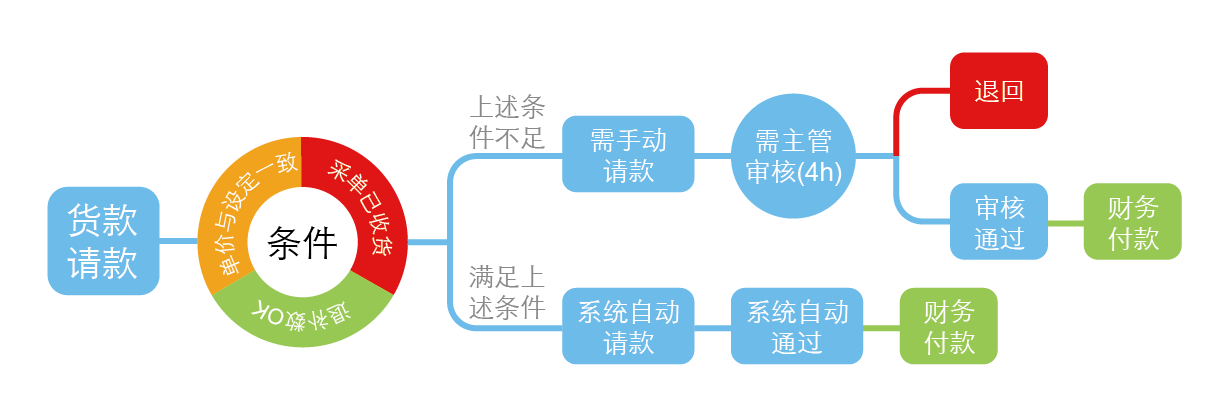 货款
请款
单价与设定一致
采单已收货
退补数OK
条件
上述条
件不足
需手动
请款
需主管
审核(4h)
退回
审核
通过
财务
付款
满足上
述条件
系统自动
请款
系统自动
通过
财务
付款